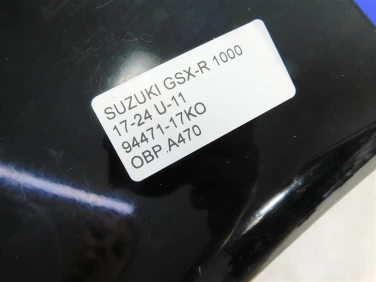 SUZUKI GSX-R 1000
17-24 U-11
94471-17KO
OBP A470